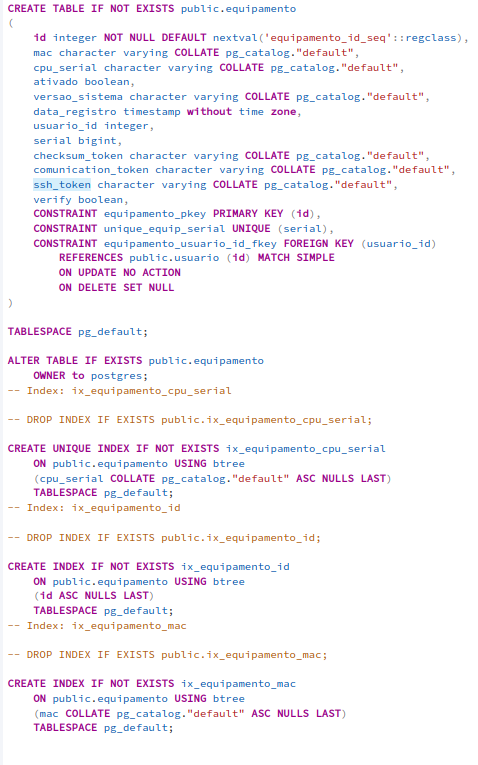 CREATE TABLE IF NOT EXISTS public.equipamento
(
id integer NOT NULL DEFAULT nextval('equipamento_id_seq'::regclass),
mac character varying COLLATE pg_catalog."default",
cpu_serial character varying COLLATE pg_catalog."default",
ativado boolean,
versao_sistema character varying COLLATE pg_catalog."default",
data_registro timestamp without time zone,
usuario_id integer,
serial bigint,
checksum_token character varying COLLATE pg_catalog."default",
comunication_token character varying COLLATE pg_catalog."default",
ssh_token character varying COLLATE pg_catalog."default",
verify boolean,
CONSTRAINT equipamento_pkey PRIMARY KEY (id),
CONSTRAINT unique_equip_serial UNIQUE (serial),
CONSTRAINT equipamento_usuario_id_fkey FOREIGN KEY (usuario_id)
REFERENCES public.usuario (id) MATCH SIMPLE
ON UPDATE NO ACTION
ON DELETE SET NULL
)
TABLESPACE pg_default;
ALTER TABLE IF EXISTS public.equipamento
OWNER to postgres;
-- Index: ix_equipamento_cpu_serial
-- DROP INDEX IF EXISTS public.ix_equipamento_cpu_serial;
CREATE UNIQUE INDEX IF NOT EXISTS ix_equipamento_cpu_serial
ON public.equipamento USING btree
(cpu_serial COLLATE pg_catalog."default" ASC NULLS LAST)
TABLESPACE pg_default;
-- Index: ix_equipamento_id
-- DROP INDEX IF EXISTS public.ix_equipamento_id;
CREATE INDEX IF NOT EXISTS ix_equipamento_id
ON public.equipamento USING btree
(id ASC NULLS LAST)
TABLESPACE pg_default;
-- Index: ix_equipamento_mac
-- DROP INDEX IF EXISTS public.ix_equipamento_mac;
CREATE INDEX IF NOT EXISTS ix_equipamento_mac
ON public.equipamento USING btree
(mac COLLATE pg_catalog."default" ASC NULLS LAST)
TABLESPACE pg_default;